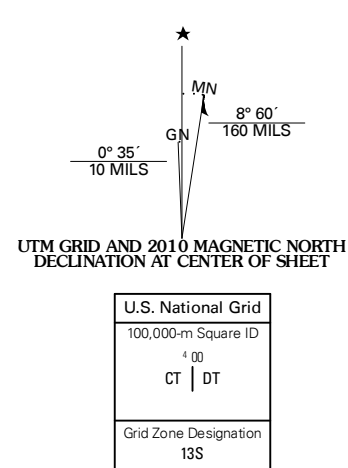 MN
8° 60´
160 MILS
GN
0° 35´
10 MILS
UTM GRID AND 2010 MAGNETIC NORTH
DECLINATION AT CENTER OF SHEET
U.S. National Grid
100,000-m Square ID
4 00
CT DT
Grid Zone Designation
13S